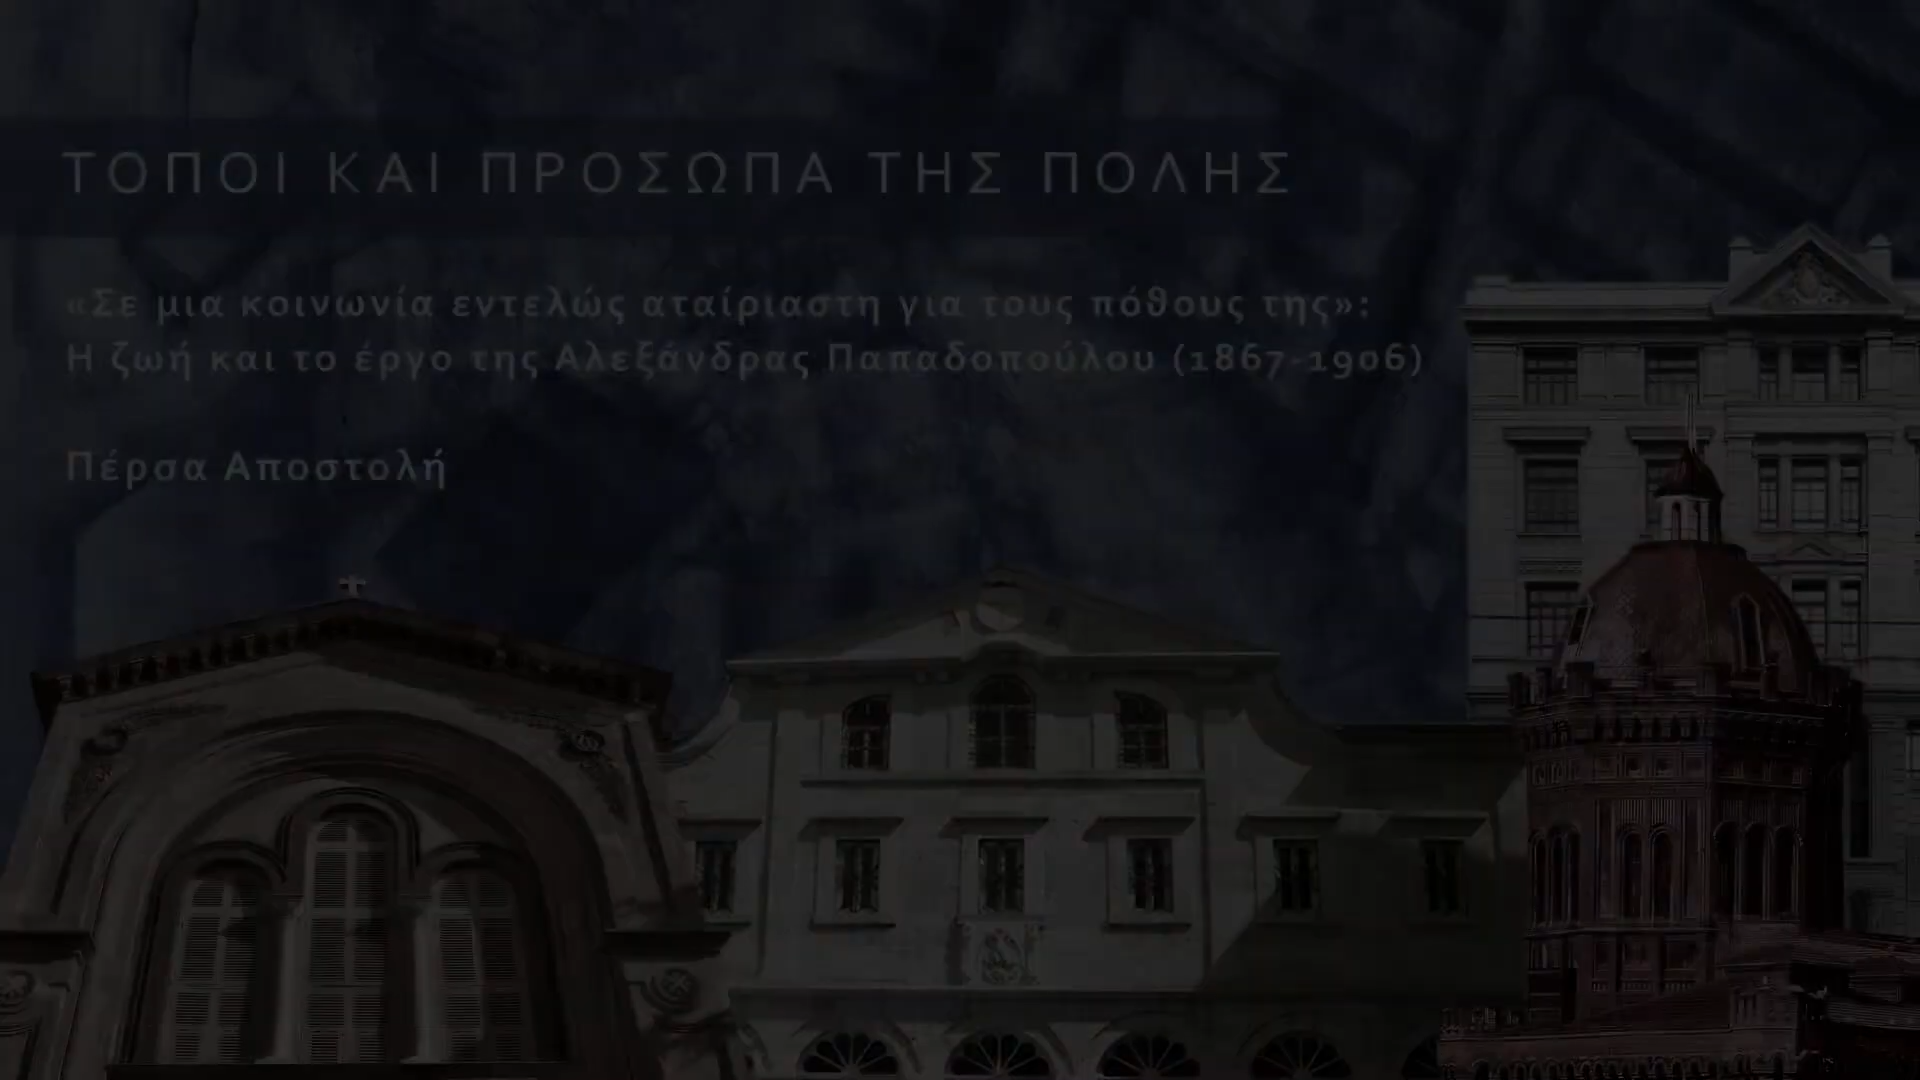 ΤΟΠΟΙ ΚΑΙ ΠΡΟΣΩΠΑ ΤΗΣ ΠΟΛΗΣ
«Σε μια κοινωνία εντελώς αταίριαστη για τους πόθους της»:
Η ζωή και το έργο της Αλεξάνδρας Παπαδοπούλου (1867-1906)
Πέρσα Αποστολή